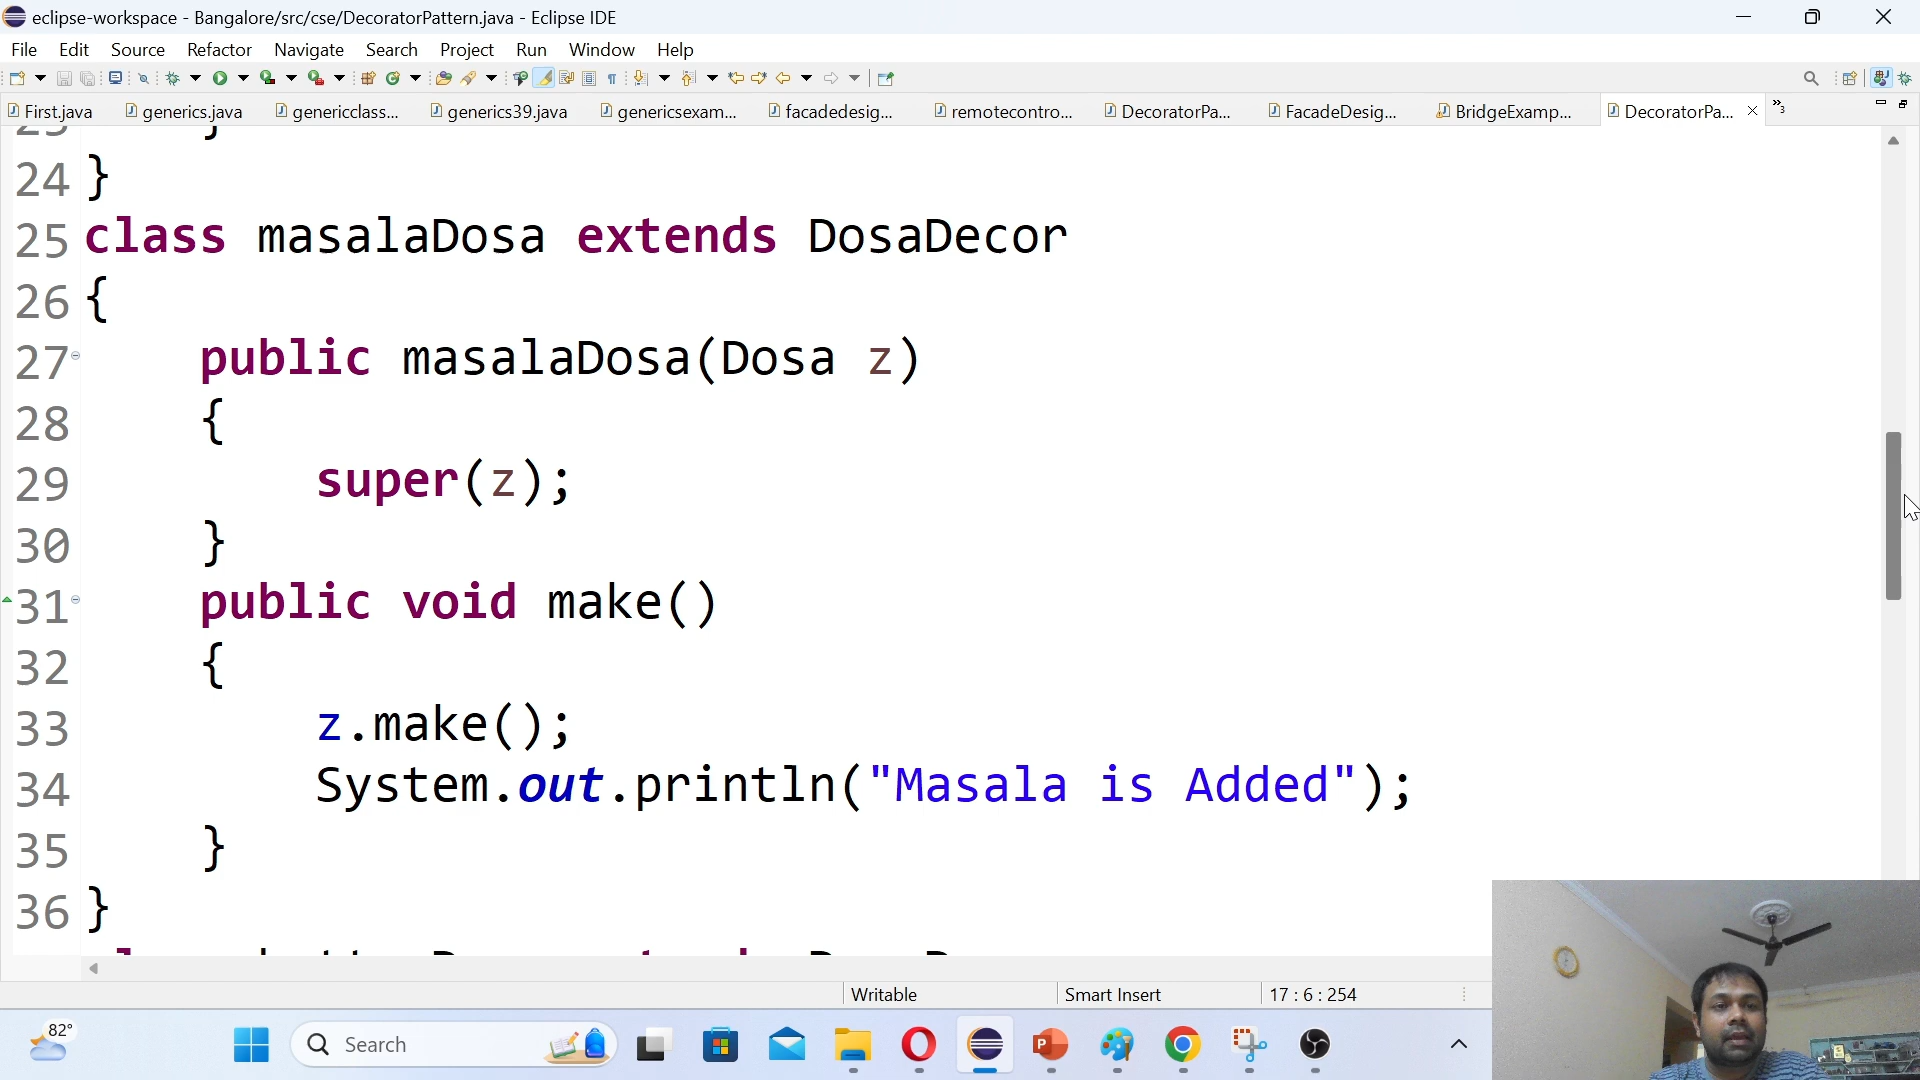 eclipse-workspace - Bangalore/src/cse/DecoratorPattern.java - Eclipse IDE
File Edit Source Refactor Navigate Search Project Run Window Help
First.java generics.java genericclass... generics39.java genericsexam... facadedesig... remotecontro... DecoratorPa... FacadeDesig... BridgeExamp... DecoratorPa... »3
23 }
24 }
25 class masalaDosa extends DosaDecor
26 {
27 public masalaDosa(Dosa z)
28 {
29 super(z);
30 }
31 public void make()
32 {
33 z.make();
34 System.out.println("Masala is Added");
35 }
36 }
Writable Smart Insert 17 : 6 : 254
82° Search